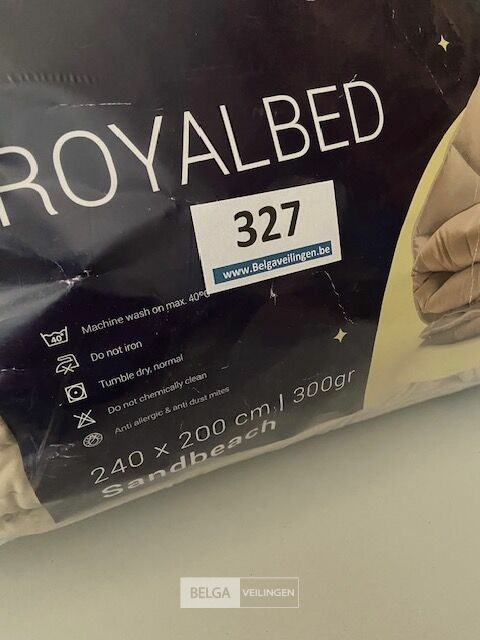 ROYALBED
327
www.Belgaveilingen.be
40°
Machine wash on max. 40°C
Do not iron
Tumble dry, normal
Do not chemically clean
Anti allergic & anti dust mites
240 x 200 cm | 300gr
Sandbeach
BELGA VEILINGEN